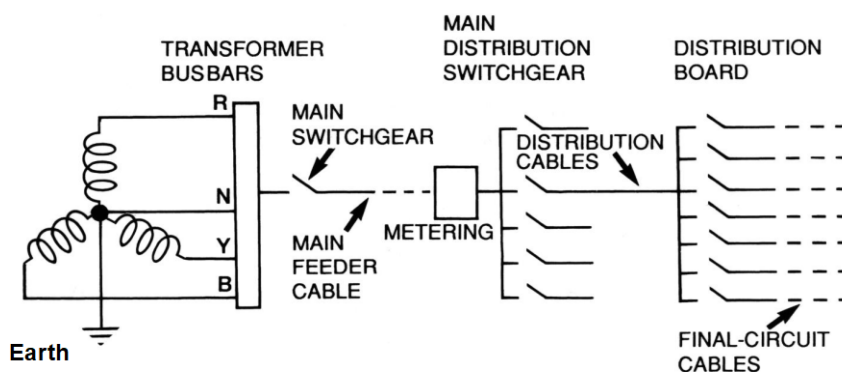 TRANSFORMER
BUSBARS
R
N
Y
B
Earth
MAIN
SWITCHGEAR
MAIN
FEEDER
CABLE
METERING
MAIN
DISTRIBUTION
SWITCHGEAR
DISTRIBUTION
CABLES
DISTRIBUTION
BOARD
FINAL-CIRCUIT
CABLES